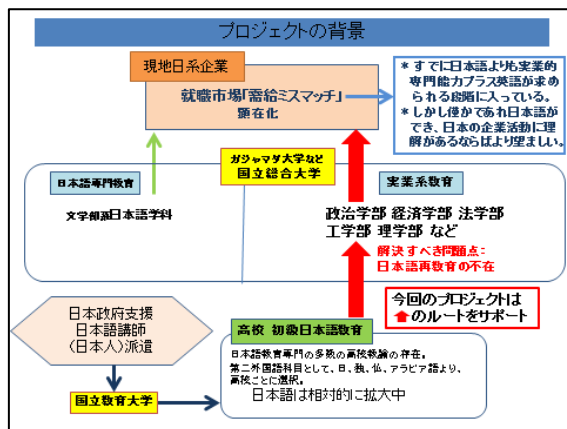 プロジェクトの背景
現地日系企業
就職市場「需給ミスマッチ」
顕在化
* すでに日本語よりも実業的
専門能力プラス英語が求め
られる段階に入っている。
* しかし僅かであれ日本語が
でき、日本の企業活動に理
解があるならばより望ましい。
ガジャマダ大学など
国立総合大学
日本語専門教育
文学部系日本語学科
実業系教育
政治学部 経済学部 法学部
工学部 理学部 など
解決すべき問題点:
日本語再教育の不在
今回のプロジェクトは
⬆のルートをサポート
日本政府支援
日本語講師
(日本人)派遣
国立教育大学
高校 初級日本語教育
日本語教育専門の多数の高校教諭の存在。
第二外国語科目として、日、独、仏、アラビア語より、
高校ごとに選択。
日本語は相対的に拡大中